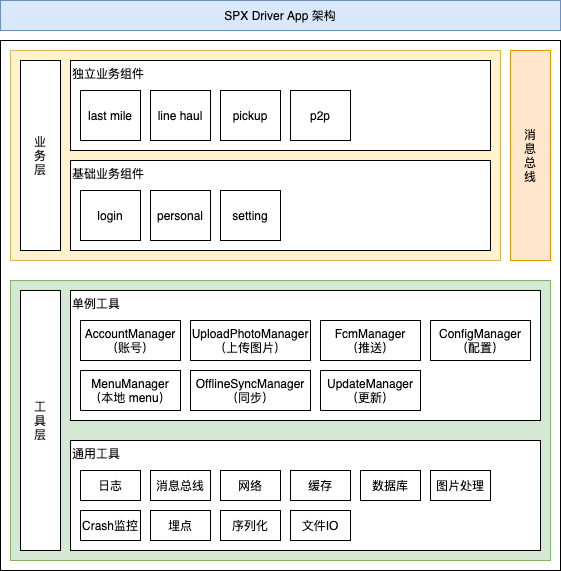 SPX Driver App 架构
业务层
独立业务组件
last mile
line haul
pickup
p2p
基础业务组件
login
personal
setting
消息总线
工具层
单例工具
AccountManager
（账号）
UploadPhotoManager
（上传图片）
FcmManager
（推送）
ConfigManager
（配置）
MenuManager
（本地 menu）
OfflineSyncManager
（同步）
UpdateManager
（更新）
通用工具
日志
消息总线
网络
缓存
数据库
图片处理
Crash监控
埋点
序列化
文件IO